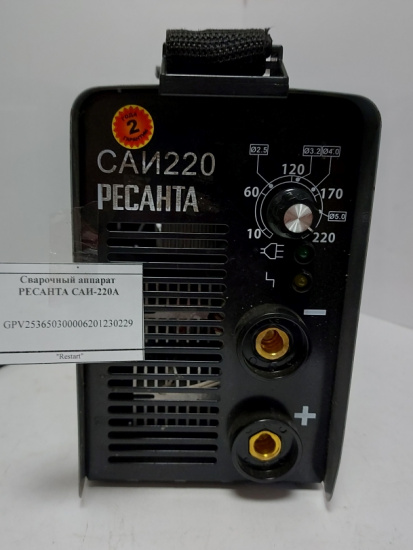 2
САИ220
РЕСАНТА
Ø2.5
Ø3.2
Ø4.0
120
60
170
Ø5.0
10
220
−
+
Сварочный аппарат
РЕСАНТА САИ-220А
GPV253650300006201230229
"Restart"